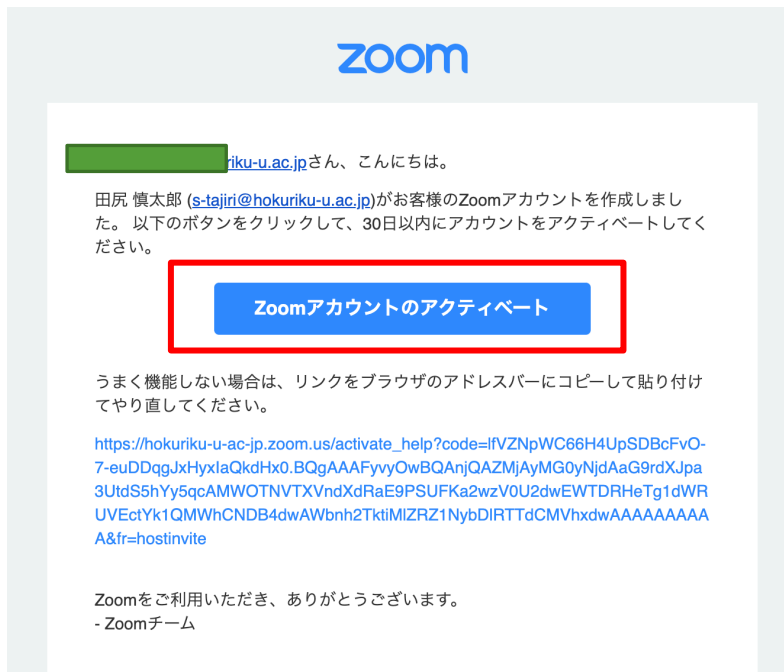 zoom
riku-u.ac.jpさん、こんにちは。
田尻 慎太郎 (s-tajiri@hokuriku-u.ac.jp)がお客様のZoomアカウントを作成しまし
た。 以下のボタンをクリックして、30日以内にアカウントをアクティベートしてく
ださい。
Zoomアカウントのアクティベート
うまく機能しない場合は、リンクをブラウザのアドレスバーにコピーして貼り付け
てやり直してください。
https://hokuriku-u-ac-jp.zoom.us/activate_help?code=lfVZNpWC66H4UpSDBcFvO-
7-euDDqgJxHyxIaQkdHx0.BQgAAAFyvyOwBQAnjQAZMjAyMG0yNjdAaG9rdXJpa
3UtdS5hYy5qcAMWOTNVTXVndXdRaE9PSUFKa2wzV0U2dwEWTDRHeTg1dWR
UVEctYk1QMWhCNDB4dwAWbnh2TktiMlZRZ1NybDlRTTdCMVhxdwAAAAAAAAA
A&fr=hostinvite
Zoomをご利用いただき、ありがとうございます。
- Zoomチーム